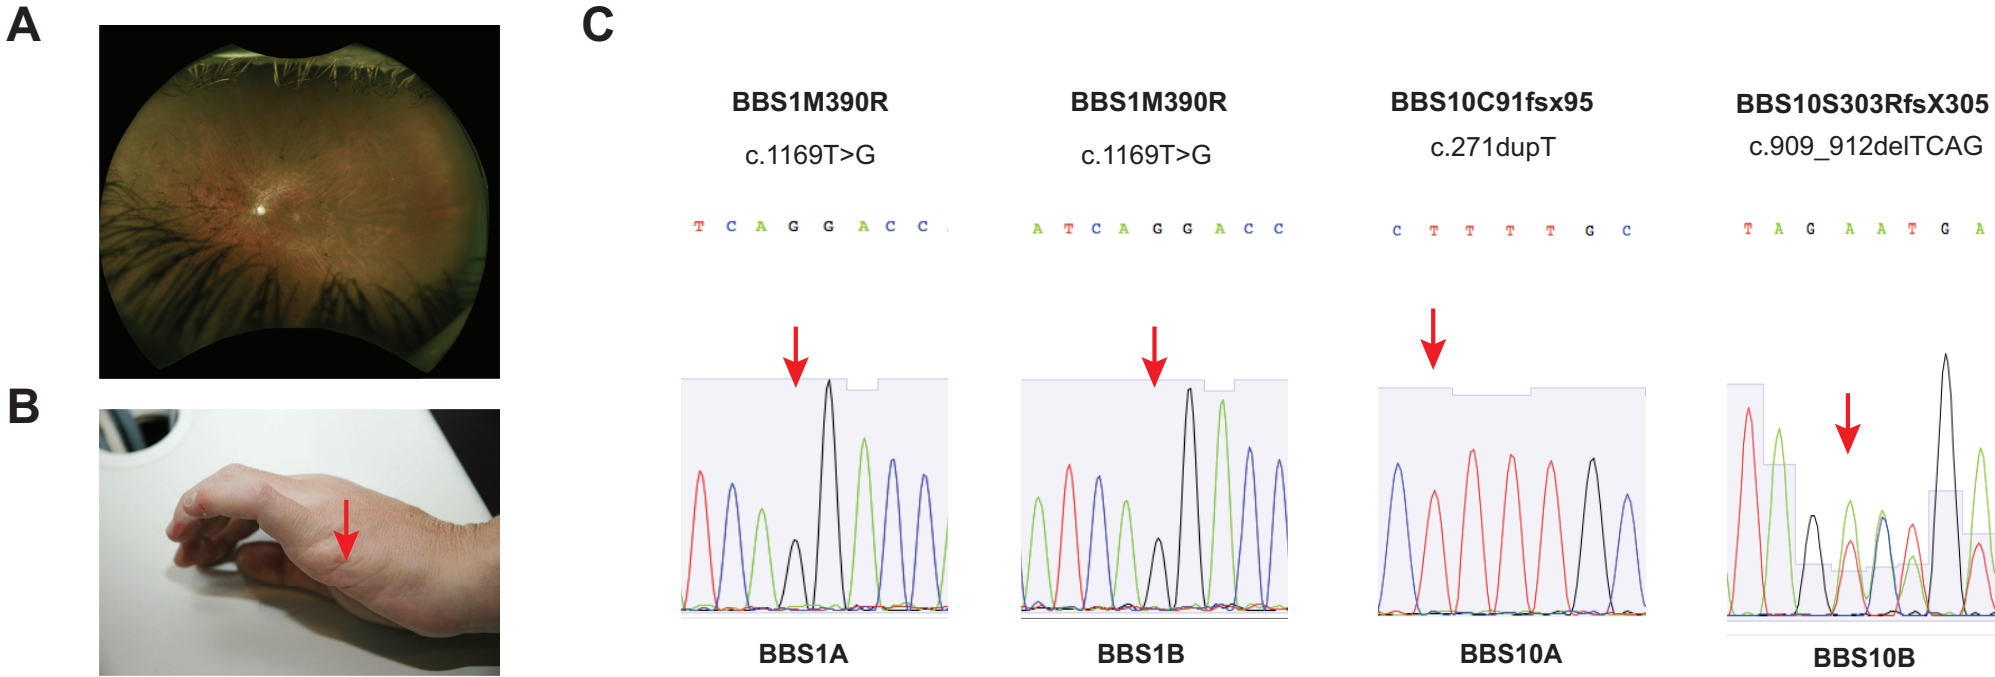 A
B
C
BBS1M390R
c.1169T>G
T C A G G A C C
BBS1A
BBS1M390R
c.1169T>G
A T C A G G A C C
BBS1B
BBS10C91fsx95
c.271dupT
C T T T T G C
BBS10A
BBS10S303RfsX305
c.909_912delTCAG
T A G A A T G A
BBS10B